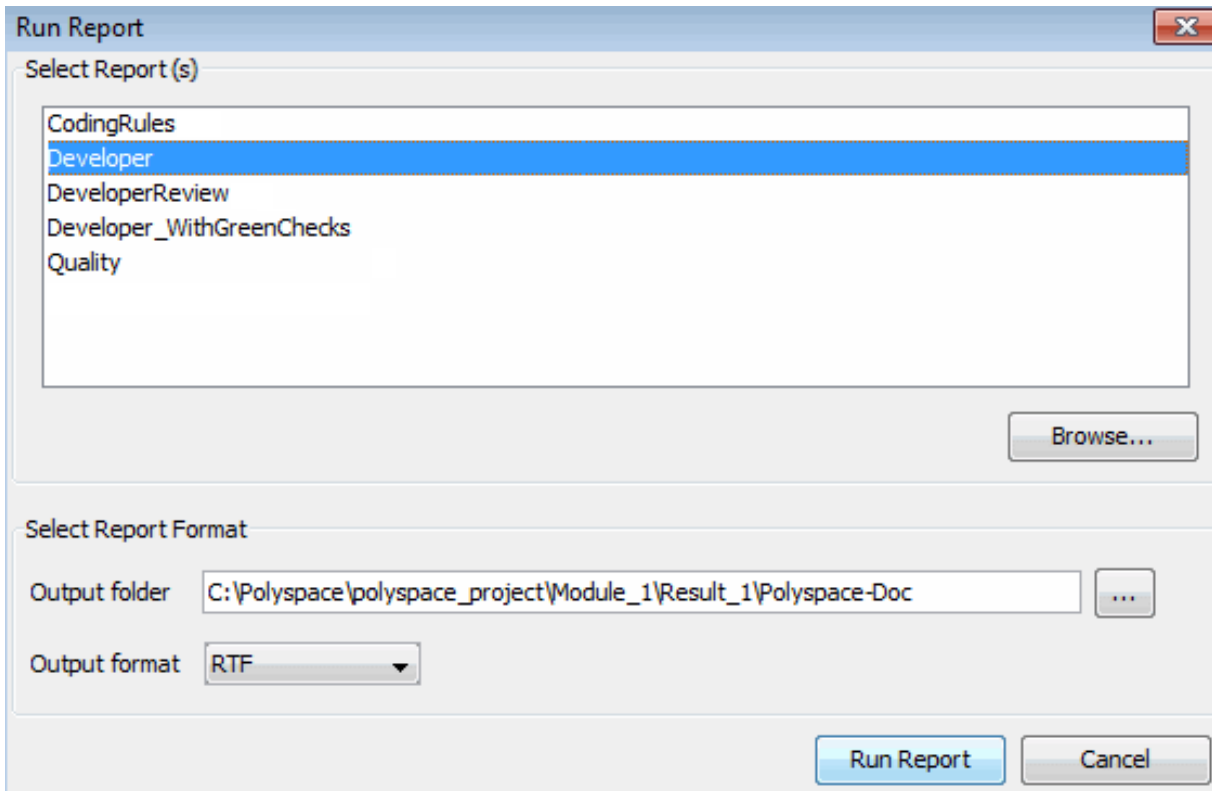 Run Report
Select Report(s)
CodingRules
Developer
DeveloperReview
Developer_WithGreenChecks
Quality
Browse...
Select Report Format
Output folder C:\Polyspace\polyspace_project\Module_1\Result_1\Polyspace-Doc ...
Output format RTF
Run Report Cancel